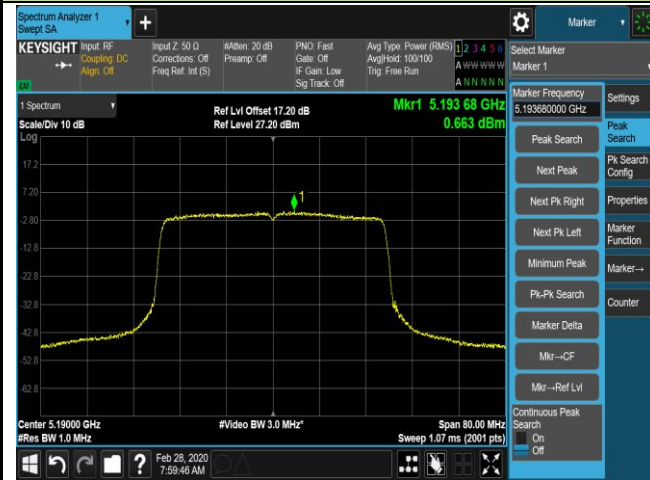 Spectrum Analyzer 1
Swept SA
+
Marker
KEYSIGHT
Input: RF
Coupling: DC
Align: Off
Input Z: 50 Ω
Corrections: Off
Freq Ref: Int (S)
#Atten: 20 dB
Preamp: Off
PNO: Fast
Gate: Off
IF Gain: Low
Sig Track: Off
Avg Type: Power (RMS)
Avg|Hold: 100/100
Trig: Free Run
1 2 3 4 5 6
A W W W W W
A N N N N N
Select Marker
Marker 1
1 Spectrum
Scale/Div 10 dB
Log
Ref Lvl Offset 17.20 dB
Ref Level 27.20 dBm
Mkr1 5.193 68 GHz
0.663 dBm
17.2
7.20
-2.80
-12.8
-22.8
-32.8
-42.8
-52.8
-62.8
1
Center 5.19000 GHz
#Res BW 1.0 MHz
#Video BW 3.0 MHz*
Span 80.00 MHz
Sweep 1.07 ms (2001 pts)
Marker Frequency
5.193680000 GHz
Peak Search
Next Peak
Next Pk Right
Next Pk Left
Minimum Peak
Pk-Pk Search
Marker Delta
Mkr→CF
Mkr→Ref Lvl
Continuous Peak
Search
On
Off
Settings
Peak
Search
Pk Search
Config
Properties
Marker
Function
Marker→
Counter
?
Feb 28, 2020
7:59:46 AM